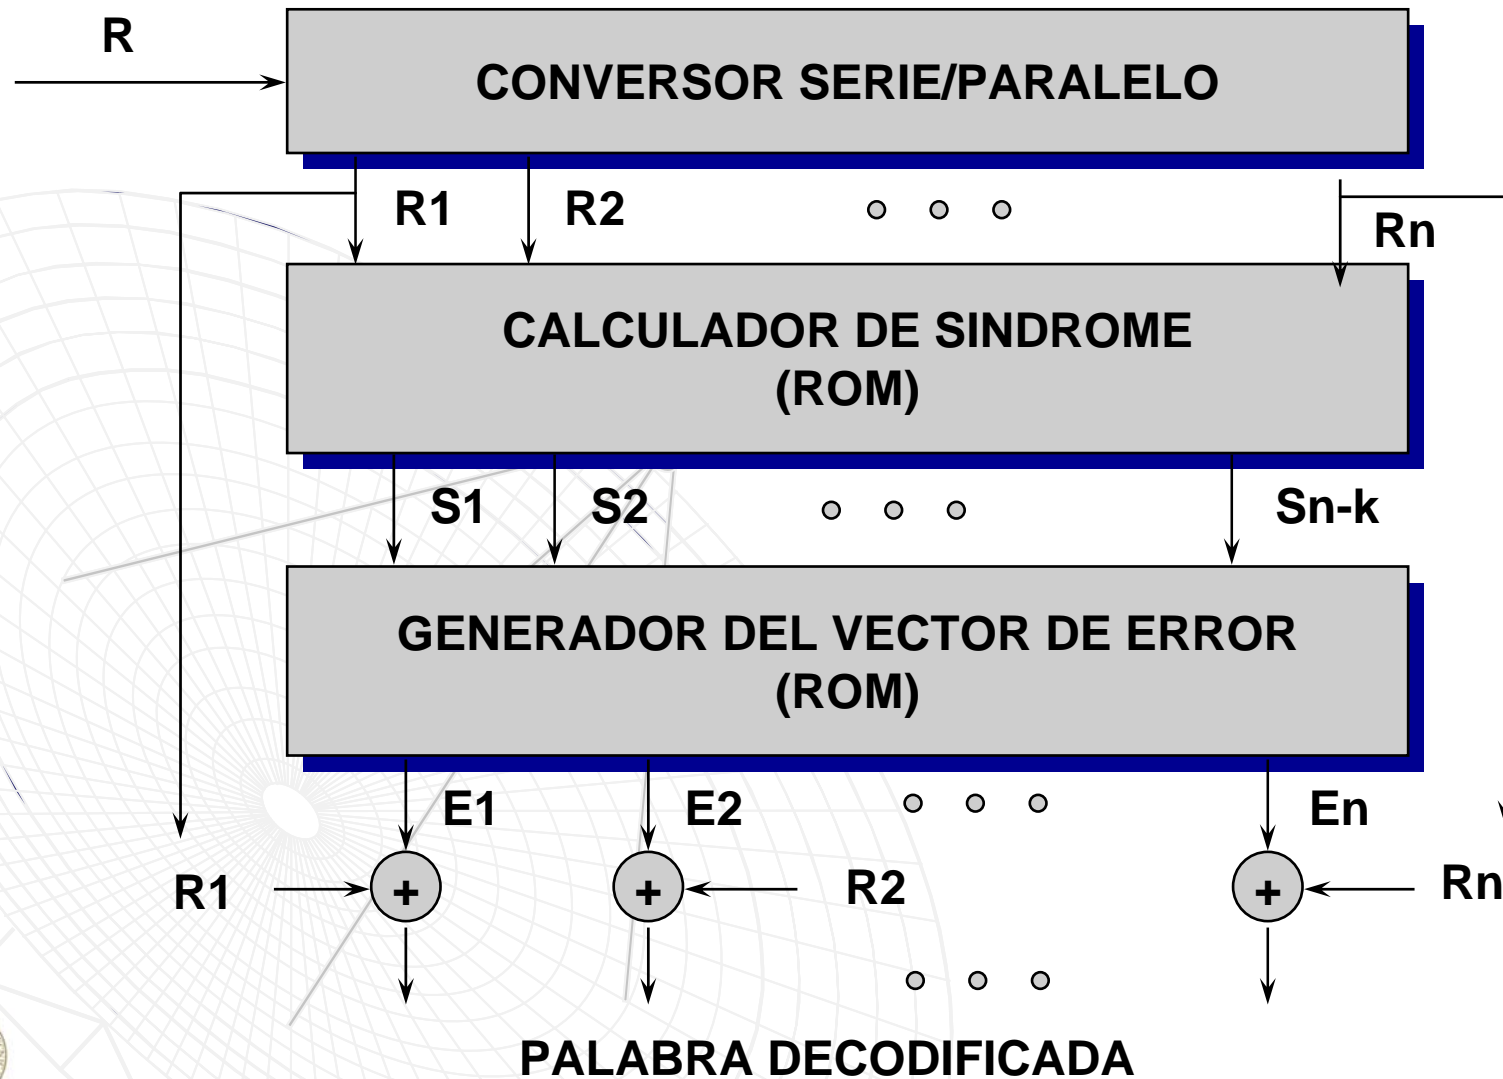 R
CONVERSOR SERIE/PARALELO
R1 R2 Rn
CALCULADOR DE SINDROME
(ROM)
S1 S2 Sn-k
GENERADOR DEL VECTOR DE ERROR
(ROM)
E1 E2 En
R1 + + R2 + Rn
PALABRA DECODIFICADA